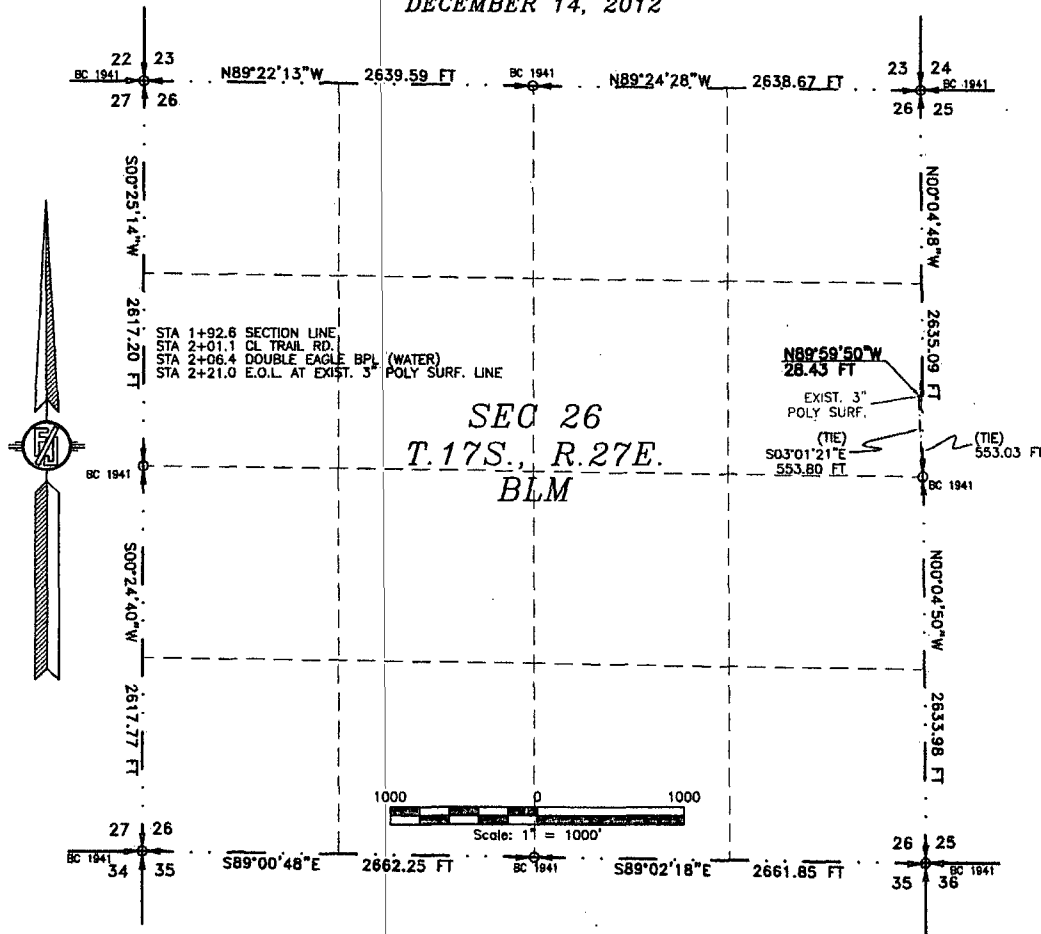 DECEMBER 14, 2012
22 23
BC 1941
27 26
N89°22'13"W 2639.59 FT
BC 1941
N89°24'28"W 2638.67 FT
23 24
BC 1941
26 25
S00°25'14"W 2617.20 FT
N00°04'48"W 2635.09 FT
STA 1+92.6 SECTION LINE
STA 2+01.1 CL TRAIL RD.
STA 2+06.4 DOUBLE EAGLE BPL (WATER)
STA 2+21.0 E.O.L. AT EXIST. 3" POLY SURF. LINE
N89°59'50"W
28.43 FT
EXIST. 3"
POLY SURF.
(TIE)
S03°01'21"E
553.80 FT
(TIE)
553.03 FT
SEC 26
T.17S., R.27E.
BLM
BC 1941
BC 1941
S00°24'40"W 2617.77 FT
N00°04'50"W 2633.98 FT
1000 0 1000
Scale: 1" = 1000'
27 26
BC 1941
34 35
S89°00'48"E 2662.25 FT
BC 1941
S89°02'18"E 2661.85 FT
26 25
BC 1941
35 36